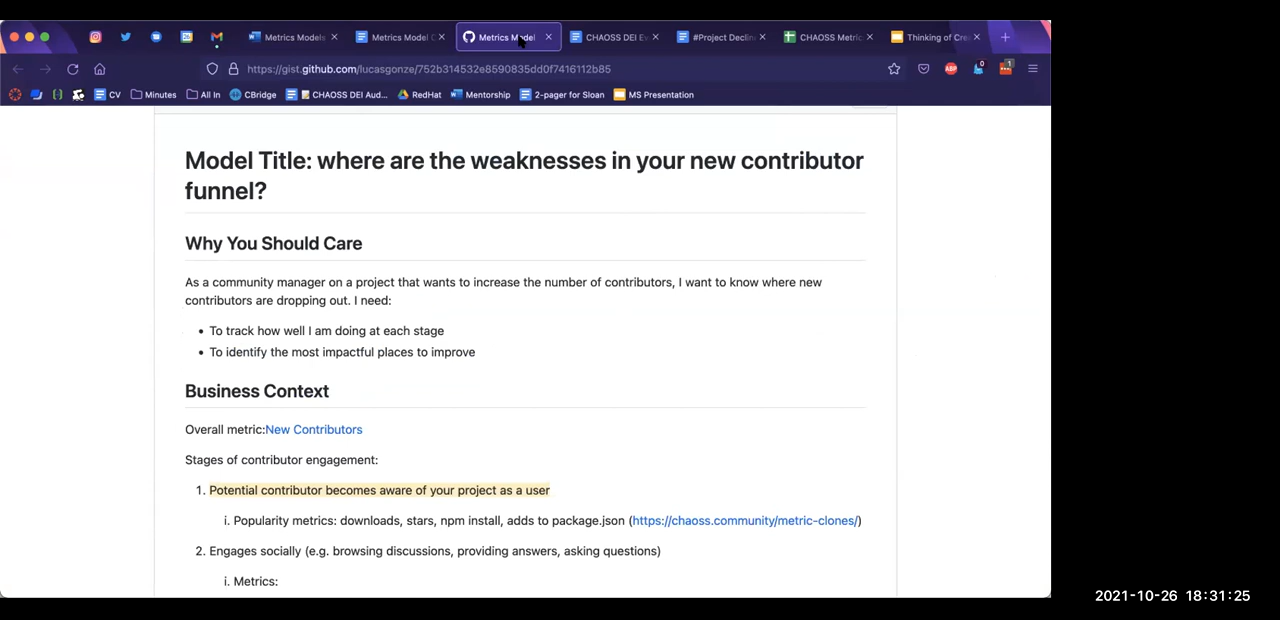 Metrics Models
Metrics Model
Metrics Model
CHAOSS DEI Ev
#Project Declin
CHAOSS Metric
Thinking of Cre
https://gist.github.com/lucasgonze/752b314532e8590835dd0f7416112b85
ABP
0
1
CV
Minutes
All In
CBridge
CHAOSS DEI Aud...
RedHat
Mentorship
2-pager for Sloan
MS Presentation
Model Title: where are the weaknesses in your new contributor
funnel?
Why You Should Care
As a community manager on a project that wants to increase the number of contributors, I want to know where new
contributors are dropping out. I need:
• To track how well I am doing at each stage
• To identify the most impactful places to improve
Business Context
Overall metric:New Contributors
Stages of contributor engagement:
1. Potential contributor becomes aware of your project as a user
i. Popularity metrics: downloads, stars, npm install, adds to package.json (https://chaoss.community/metric-clones/)
2. Engages socially (e.g. browsing discussions, providing answers, asking questions)
i. Metrics:
2021-10-26 18:31:25